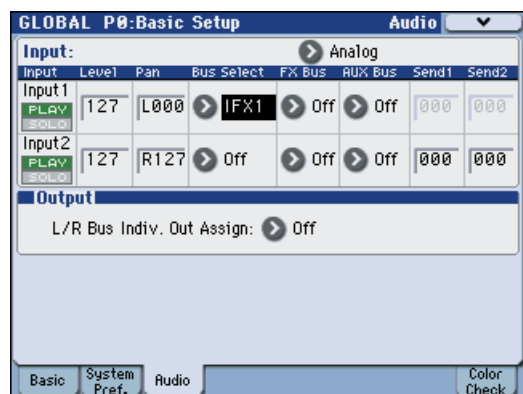 GLOBAL P0:Basic Setup Audio
Input: Analog
Input Level Pan Bus Select FX Bus AUX Bus Send1 Send2
Input1
PLAY 127 L000 IFX1 Off Off 000 000
SOLO
Input2
PLAY 127 R127 Off Off Off 000 000
SOLO
Output
L/R Bus Indiv. Out Assign: Off
Basic System Pref. Audio Color Check